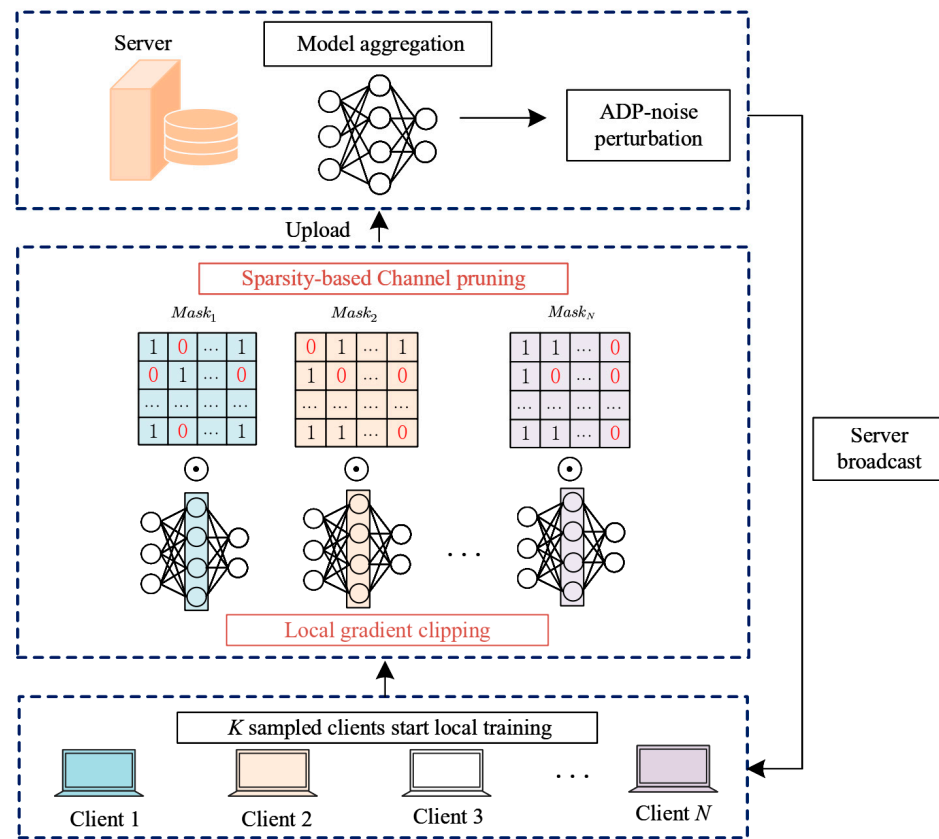 Server
Model aggregation
ADP-noise
perturbation
Upload
Sparsity-based Channel pruning
Mask₁
Mask₂
Mask_N
1 0 ... 1
0 1 ... 0
... ... ... ...
1 0 ... 1
0 1 ... 1
1 0 ... 0
... ... ... ...
1 1 ... 0
1 1 ... 0
1 0 ... 0
... ... ... ...
1 1 ... 0
...
Local gradient clipping
Server
broadcast
K sampled clients start local training
...
Client 1
Client 2
Client 3
Client N